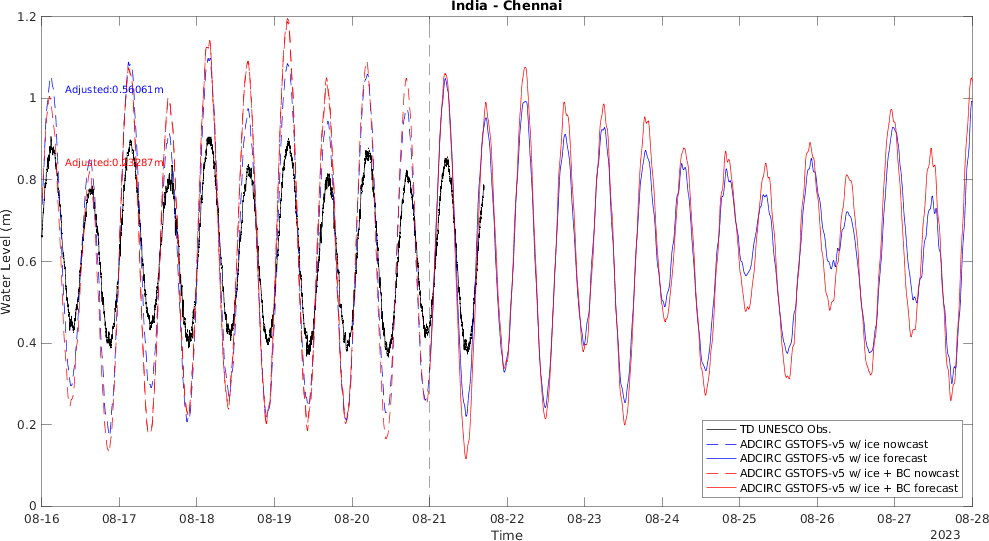 India - Chennai
Water Level (m)
1.2
1
0.8
0.6
0.4
0.2
0
Adjusted:0.56061m
TD UNESCO Obs.
ADCIRC GSTOFS-v5 w/ ice nowcast
ADCIRC GSTOFS-v5 w/ ice forecast
ADCIRC GSTOFS-v5 w/ ice + BC nowcast
ADCIRC GSTOFS-v5 w/ ice + BC forecast
08-16 08-17 08-18 08-19 08-20 08-21 08-22 08-23 08-24 08-25 08-26 08-27 08-28
Time
2023